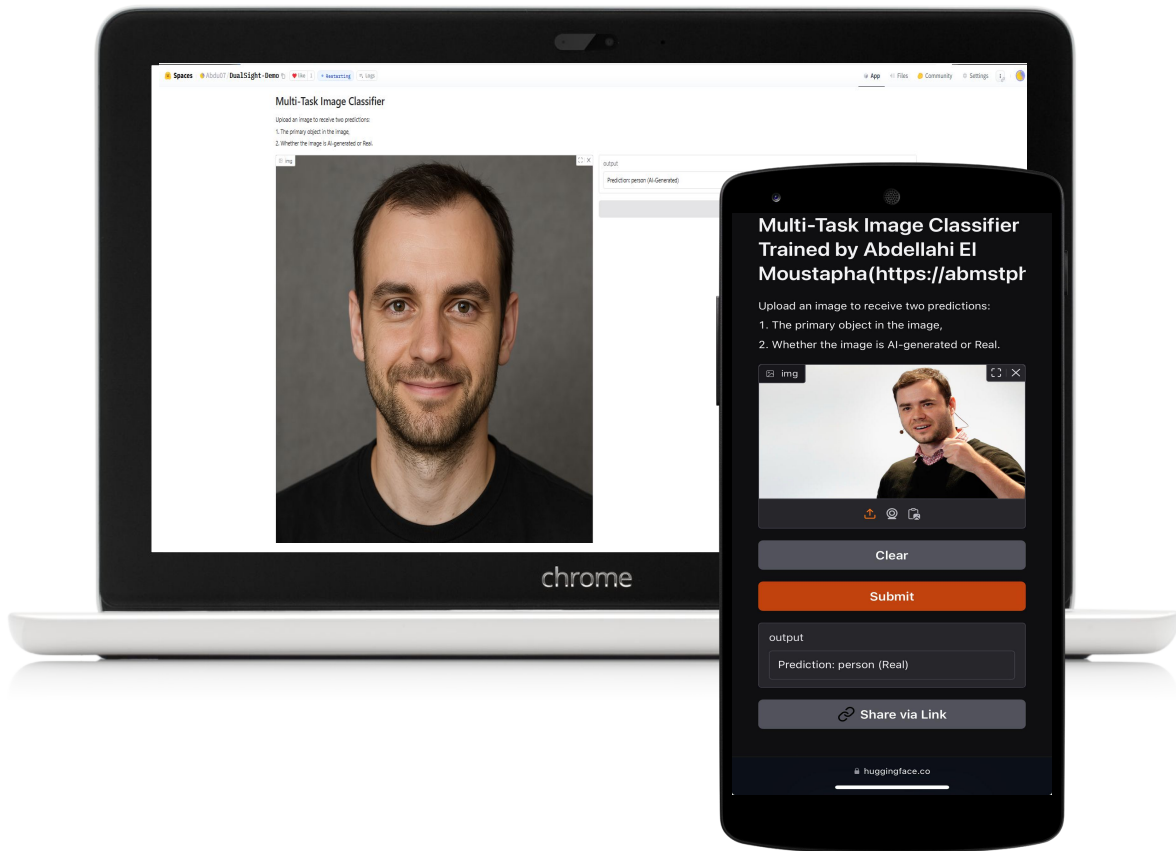 Spaces AbdullT DualSight-Demo like 1 Restarting Logs
App Files Community Settings
Multi-Task Image Classifier
Upload an image to receive two predictions:
1. The primary object in the image,
2. Whether the image is AI-generated or Real.
img
output
Prediction: person (AI-Generated)
chrome
Multi-Task Image Classifier
Trained by Abdellahi El
Moustapha(https://abmstph
Upload an image to receive two predictions:
1. The primary object in the image,
2. Whether the image is AI-generated or Real.
img
Clear
Submit
output
Prediction: person (Real)
Share via Link
huggingface.co